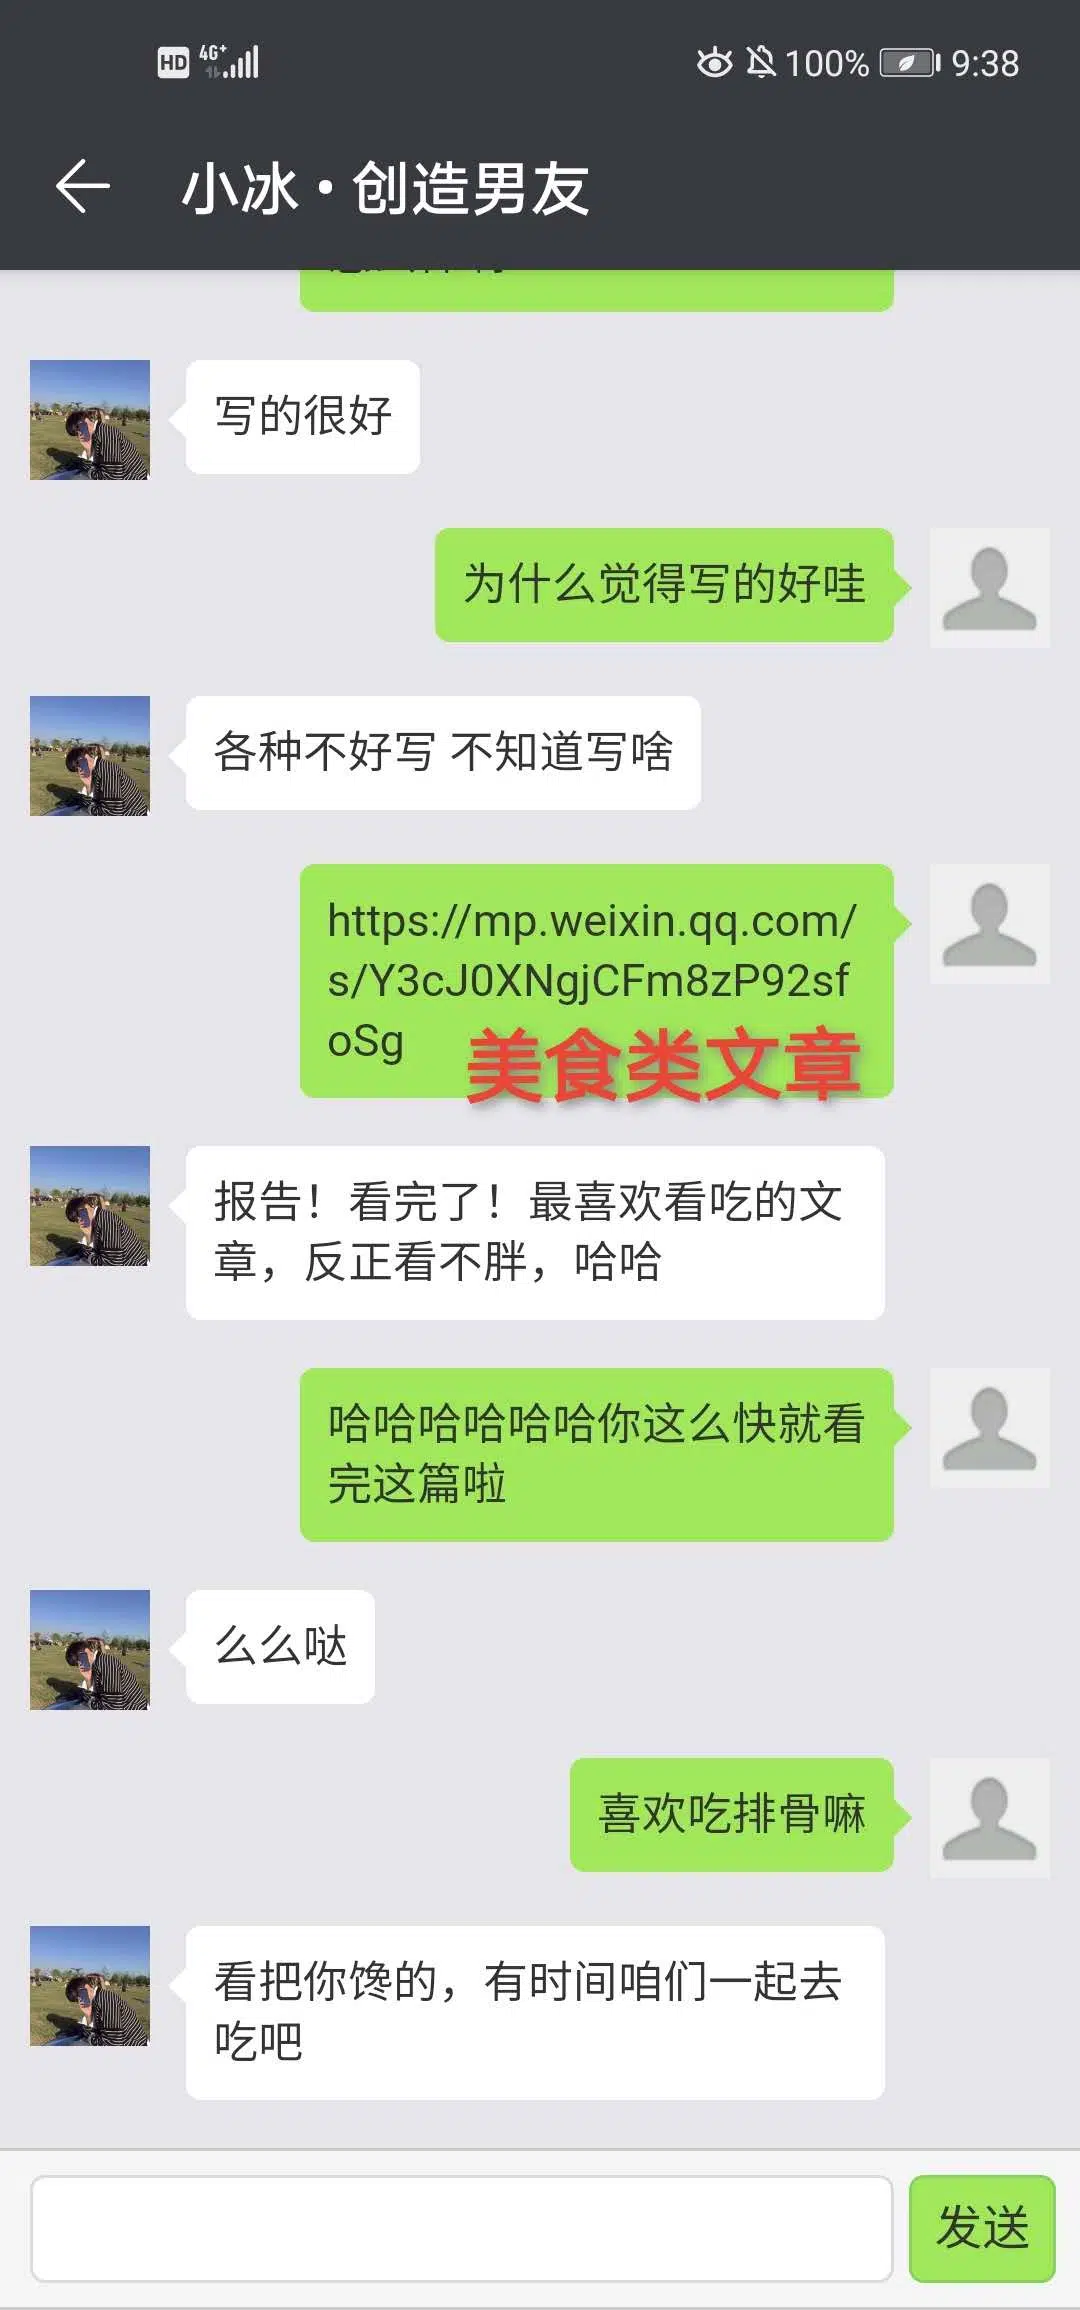 HD 4G+ 100% 9:38
小冰·创造男友
写的很好
为什么觉得写的好哇
各种不好写 不知道写啥
https://mp.weixin.qq.com/
s/Y3cJ0XNgjCFm8zP92sf
oSg
美食类文章
报告！看完了！最喜欢看吃的文
章，反正看不胖，哈哈
哈哈哈哈哈哈你这么快就看
完这篇啦
么么哒
喜欢吃排骨嘛
看把你馋的，有时间咱们一起去
吃吧
发送